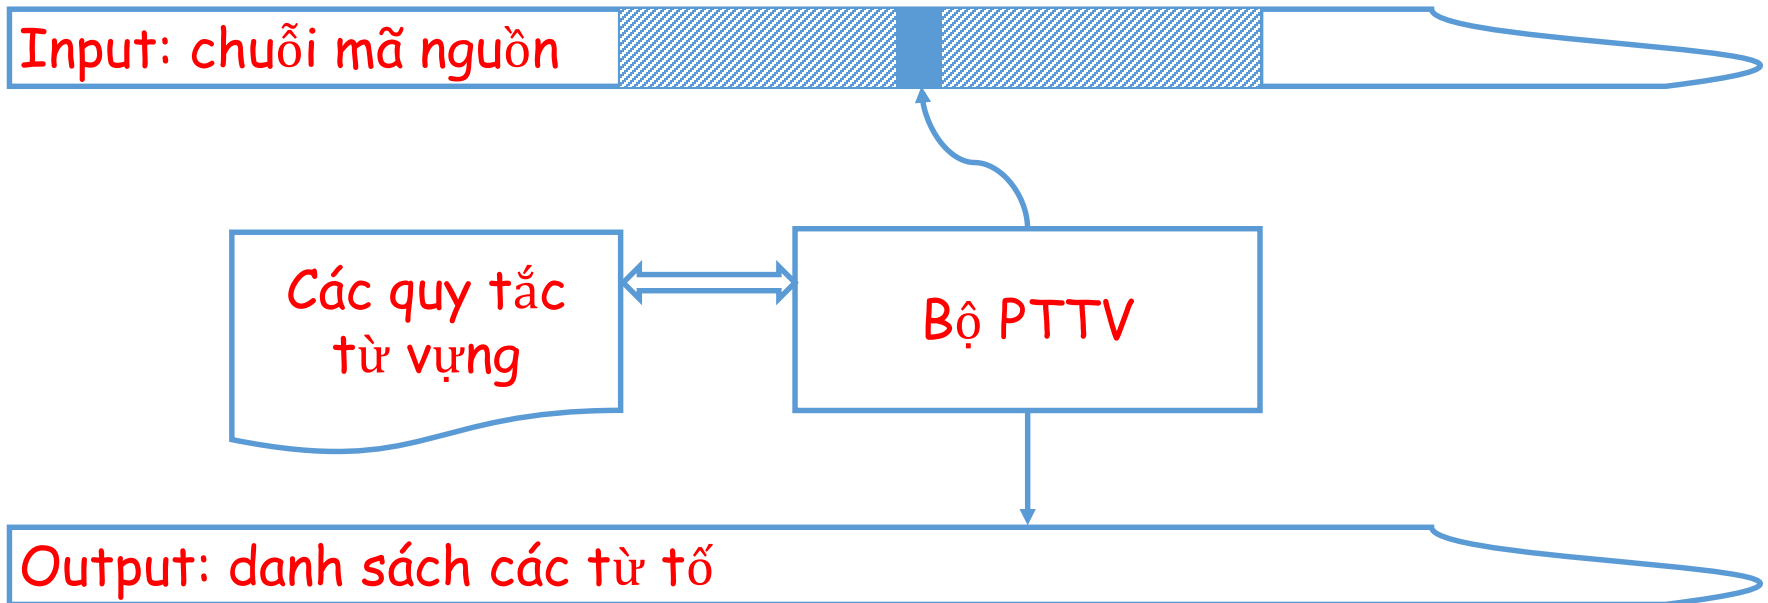 Input: chuỗi mã nguồn
Các quy tắc
từ vựng
Bộ PTTV
Output: danh sách các từ tố